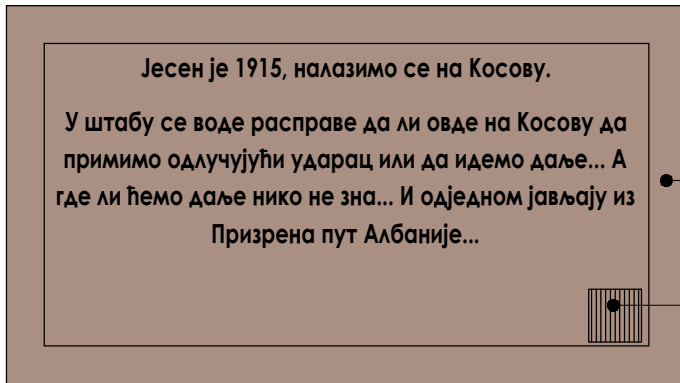 Јесен је 1915, налазимо се на Косову.
У штабу се воде расправе да ли овде на Косову да
примимо одлучујући ударац или да идемо даље... А
где ли ћемо даље нико не зна... И одједном јављају из
Призрена пут Албаније...